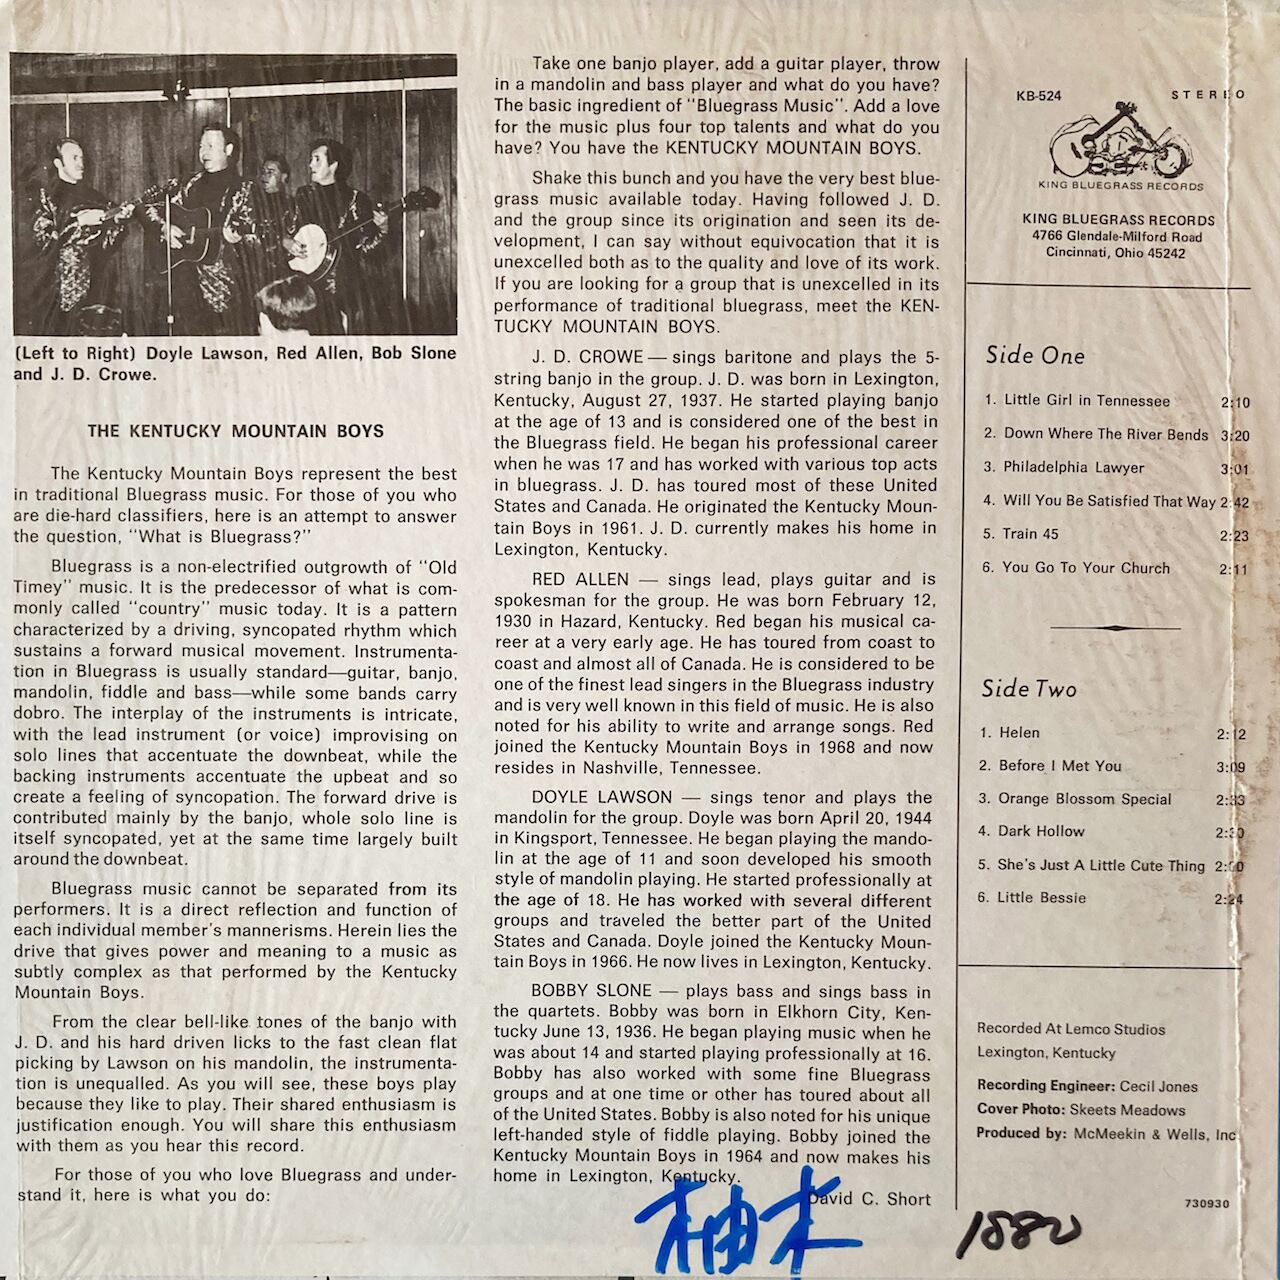 (Left to Right) Doyle Lawson, Red Allen, Bob Slone
and J. D. Crowe.
THE KENTUCKY MOUNTAIN BOYS
The Kentucky Mountain Boys represent the best
in traditional Bluegrass music. For those of you who
are die-hard classifiers, here is an attempt to answer
the question, "What is Bluegrass?"
Bluegrass is a non-electrified outgrowth of "Old
Timey" music. It is the predecessor of what is com-
monly called "country" music today. It is a pattern
characterized by a driving, syncopated rhythm which
sustains a forward musical movement. Instrumenta-
tion in Bluegrass is usually standard—guitar, banjo,
mandolin, fiddle and bass—while some bands carry
dobro. The interplay of the instruments is intricate,
with the lead instrument (or voice) improvising on
solo lines that accentuate the downbeat, while the
backing instruments accentuate the upbeat and so
create a feeling of syncopation. The forward drive is
contributed mainly by the banjo, whole solo line is
itself syncopated, yet at the same time largely built
around the downbeat.
Bluegrass music cannot be separated from its
performers. It is a direct reflection and function of
each individual member's mannerisms. Herein lies the
drive that gives power and meaning to a music as
subtly complex as that performed by the Kentucky
Mountain Boys.
From the clear bell-like tones of the banjo with
J. D. and his hard driven licks to the fast clean flat
picking by Lawson on his mandolin, the instrumenta-
tion is unequalled. As you will see, these boys play
because they like to play. Their shared enthusiasm is
justification enough. You will share this enthusiasm
with them as you hear this record.
For those of you who love Bluegrass and under-
stand it, here is what you do:
Take one banjo player, add a guitar player, throw
in a mandolin and bass player and what do you have?
The basic ingredient of "Bluegrass Music". Add a love
for the music plus four top talents and what do you
have? You have the KENTUCKY MOUNTAIN BOYS.
Shake this bunch and you have the very best blue-
grass music available today. Having followed J. D.
and the group since its origination and seen its de-
velopment, I can say without equivocation that it is
unexcelled both as to the quality and love of its work.
If you are looking for a group that is unexcelled in its
performance of traditional bluegrass, meet the KEN-
TUCKY MOUNTAIN BOYS.
J. D. CROWE — sings baritone and plays the 5-
string banjo in the group. J. D. was born in Lexington,
Kentucky, August 27, 1937. He started playing banjo
at the age of 13 and is considered one of the best in
the Bluegrass field. He began his professional career
when he was 17 and has worked with various top acts
in bluegrass. J. D. has toured most of these United
States and Canada. He originated the Kentucky Moun-
tain Boys in 1961. J. D. currently makes his home in
Lexington, Kentucky.
RED ALLEN — sings lead, plays guitar and is
spokesman for the group. He was born February 12,
1930 in Hazard, Kentucky. Red began his musical ca-
reer at a very early age. He has toured from coast to
coast and almost all of Canada. He is considered to be
one of the finest lead singers in the Bluegrass industry
and is very well known in this field of music. He is also
noted for his ability to write and arrange songs. Red
joined the Kentucky Mountain Boys in 1968 and now
resides in Nashville, Tennessee.
DOYLE LAWSON — sings tenor and plays the
mandolin for the group. Doyle was born April 20, 1944
in Kingsport, Tennessee. He began playing the mando-
lin at the age of 11 and soon developed his smooth
style of mandolin playing. He started professionally at
the age of 18. He has worked with several different
groups and traveled the better part of the United
States and Canada. Doyle joined the Kentucky Moun-
tain Boys in 1966. He now lives in Lexington, Kentucky.
BOBBY SLONE — plays bass and sings bass in
the quartets. Bobby was born in Elkhorn City, Ken-
tucky June 13, 1936. He began playing music when he
was about 14 and started playing professionally at 16.
Bobby has also worked with some fine Bluegrass
groups and at one time or other has toured about all
of the United States. Bobby is also noted for his unique
left-handed style of fiddle playing. Bobby joined the
Kentucky Mountain Boys in 1964 and now makes his
home in Lexington, Kentucky.
David C. Short
柚木
KB-524 STEREO
KING BLUEGRASS RECORDS
KING BLUEGRASS RECORDS
4766 Glendale-Milford Road
Cincinnati, Ohio 45242
Side One
1. Little Girl in Tennessee 2:10
2. Down Where The River Bends 3:20
3. Philadelphia Lawyer 3:01
4. Will You Be Satisfied That Way 2:42
5. Train 45 2:23
6. You Go To Your Church 2:11
Side Two
1. Helen 2:12
2. Before I Met You 3:09
3. Orange Blossom Special 2:33
4. Dark Hollow
5. She's Just A Little Cute Thing
6. Little Bessie 2:24
Recorded At Lemco Studios
Lexington, Kentucky
Recording Engineer: Cecil Jones
Cover Photo: Skeets Meadows
Produced by: McMeekin & Wells, Inc
730930
1880